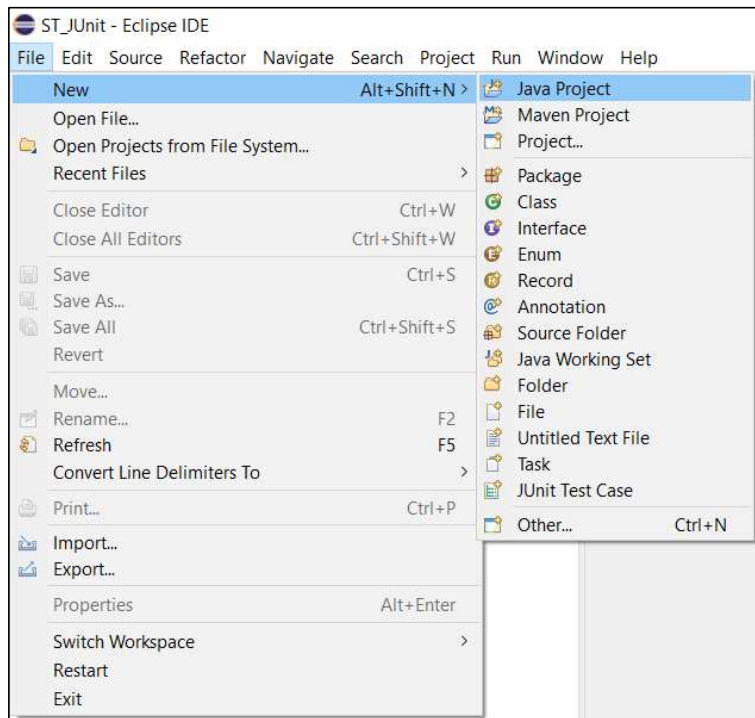 ST_JUnit - Eclipse IDE
File Edit Source Refactor Navigate Search Project Run Window Help
New Alt+Shift+N >
Open File...
Open Projects from File System...
Recent Files >
Close Editor Ctrl+W
Close All Editors Ctrl+Shift+W
Save Ctrl+S
Save As...
Save All Ctrl+Shift+S
Revert
Move...
Rename... F2
Refresh F5
Convert Line Delimiters To >
Print... Ctrl+P
Import...
Export...
Properties Alt+Enter
Switch Workspace >
Restart
Exit
Java Project
Maven Project
Project...
Package
Class
Interface
Enum
Record
Annotation
Source Folder
Java Working Set
Folder
File
Untitled Text File
Task
JUnit Test Case
Other... Ctrl+N